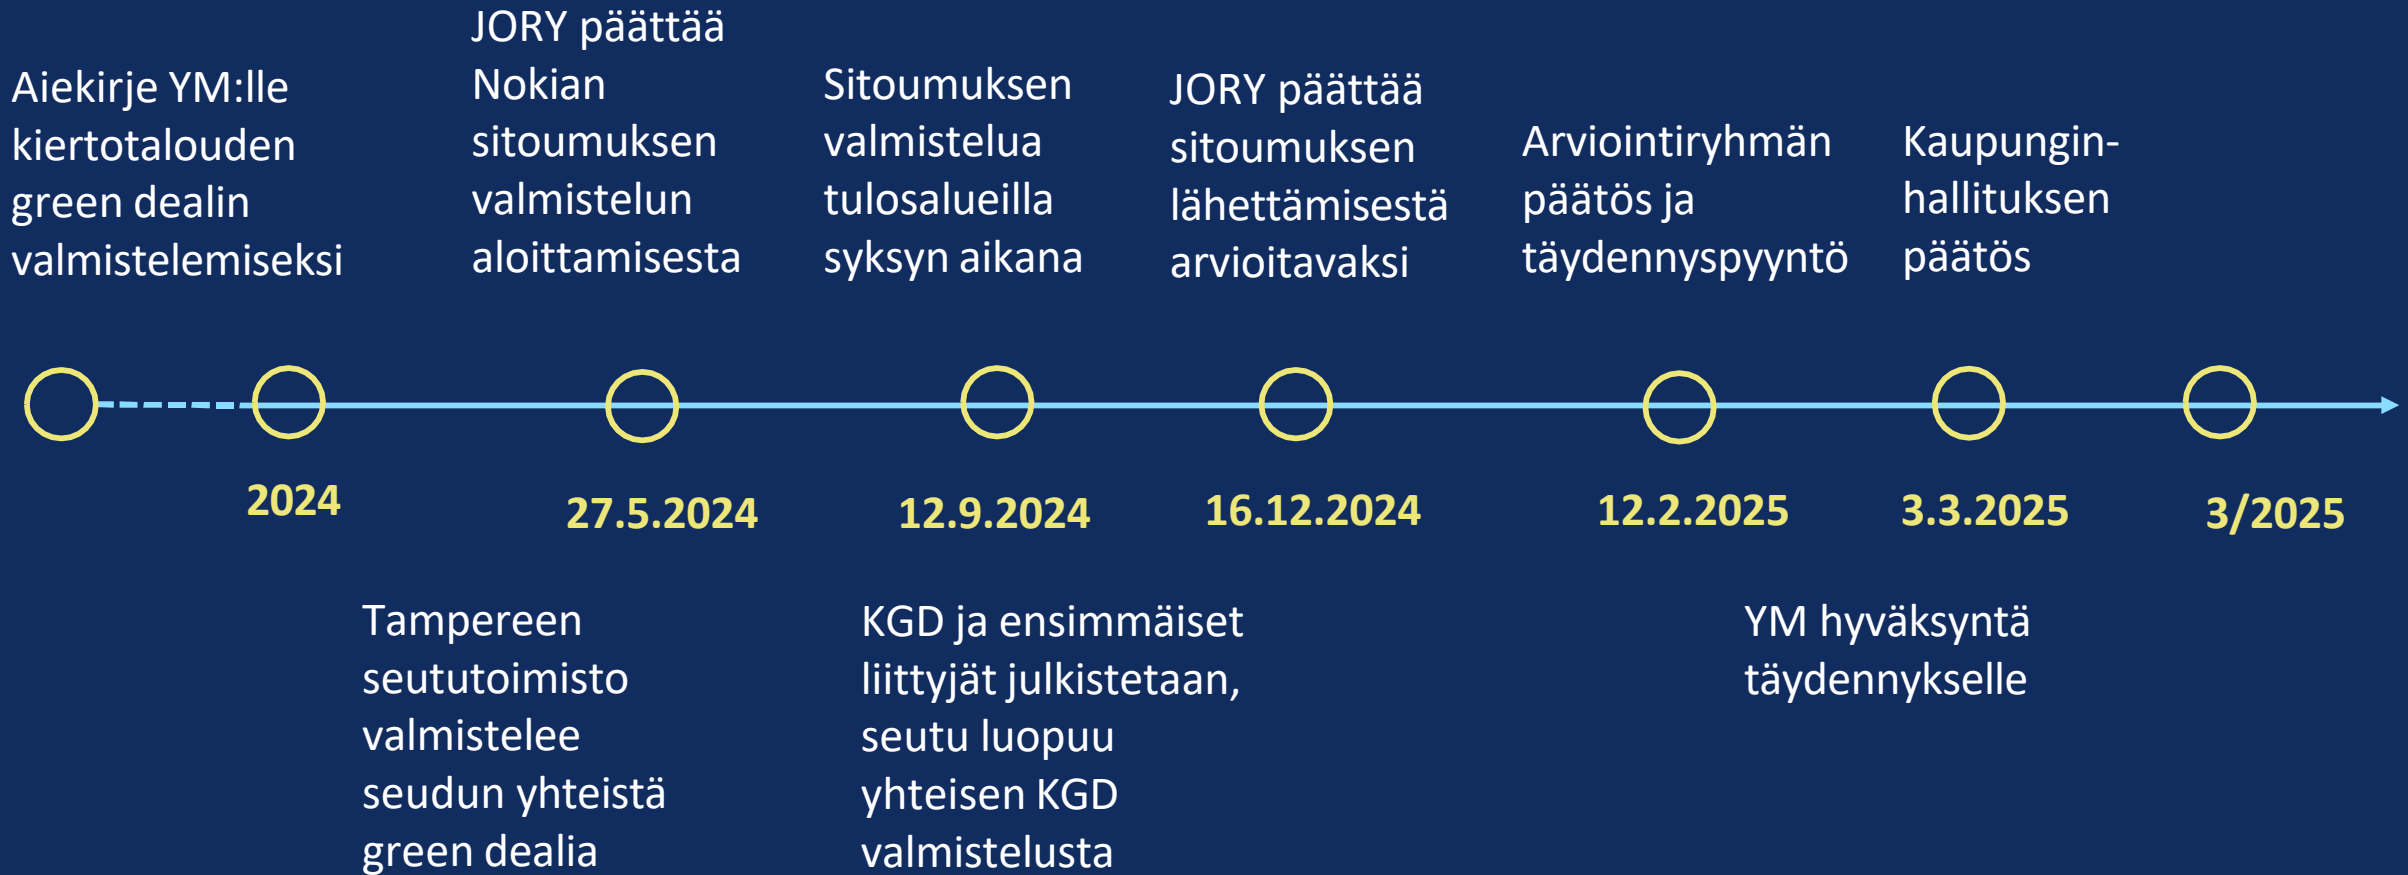 Aiekirje YM:lle
kiertotalouden
green dealin
valmistelemiseksi
JORY päättää
Nokian
sitoumuksen
valmistelun
aloittamisesta
Sitoumuksen
valmistelua
tulosalueilla
syksyn aikana
JORY päättää
sitoumuksen
lähettämisestä
arvioitavaksi
Arviointiryhmän
päätös ja
täydennyspyyntö
Kaupungin-
hallituksen
päätös
2024
27.5.2024
12.9.2024
16.12.2024
12.2.2025
3.3.2025
3/2025
Tampereen
seututoimisto
valmistelee
seudun yhteistä
green dealia
KGD ja ensimmäiset
liittyjät julkistetaan,
seutu luopuu
yhteisen KGD
valmistelusta
YM hyväksyntä
täydennykselle